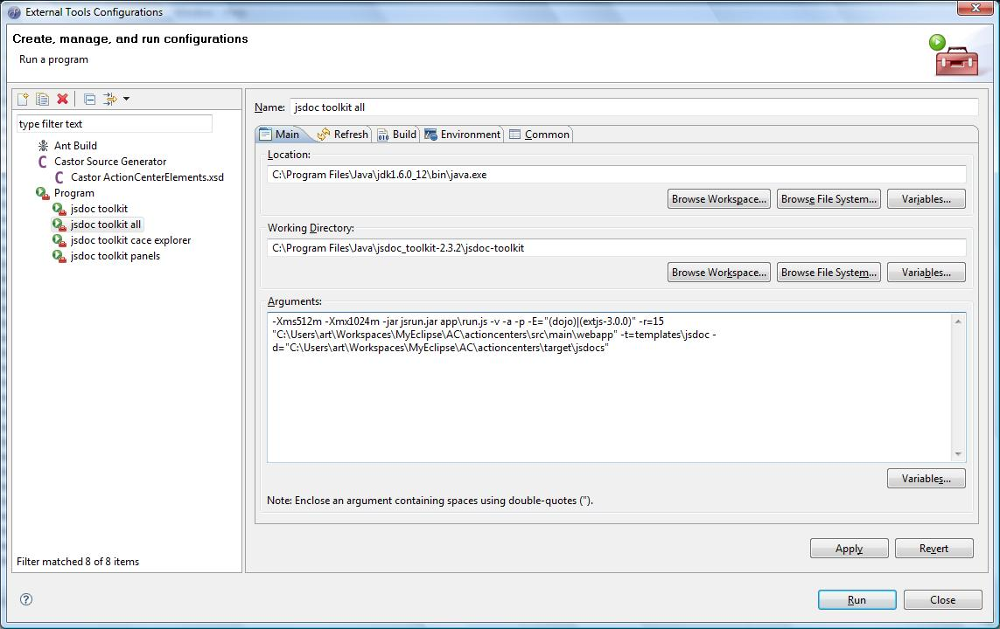 External Tools Configurations
Create, manage, and run configurations
Run a program
type filter text
Ant Build
Castor Source Generator
Castor ActionCenterElements.xsd
Program
jsdoc toolkit
jsdoc toolkit all
jsdoc toolkit cace explorer
jsdoc toolkit panels
Filter matched 8 of 8 items
Name: jsdoc toolkit all
Main Refresh Build Environment Common
Location:
C:\Program Files\Java\jdk1.6.0_12\bin\java.exe
Browse Workspace... Browse File System... Variables...
Working Directory:
C:\Program Files\Java\jsdoc_toolkit-2.3.2\jsdoc-toolkit
Browse Workspace... Browse File System... Variables...
Arguments:
-Xms512m -Xmx1024m -jar jsrun.jar app\run.js -v -a -p -E="(dojo)|(extjs-3.0.0)" -r=15
"C:\Users\art\Workspaces\MyEclipse\AC\actioncenters\src\main\webapp" -t=templates\jsdoc -
d="C:\Users\art\Workspaces\MyEclipse\AC\actioncenters\target\jsdocs"
Variables...
Note: Enclose an argument containing spaces using double-quotes (").
Apply Revert
Run Close